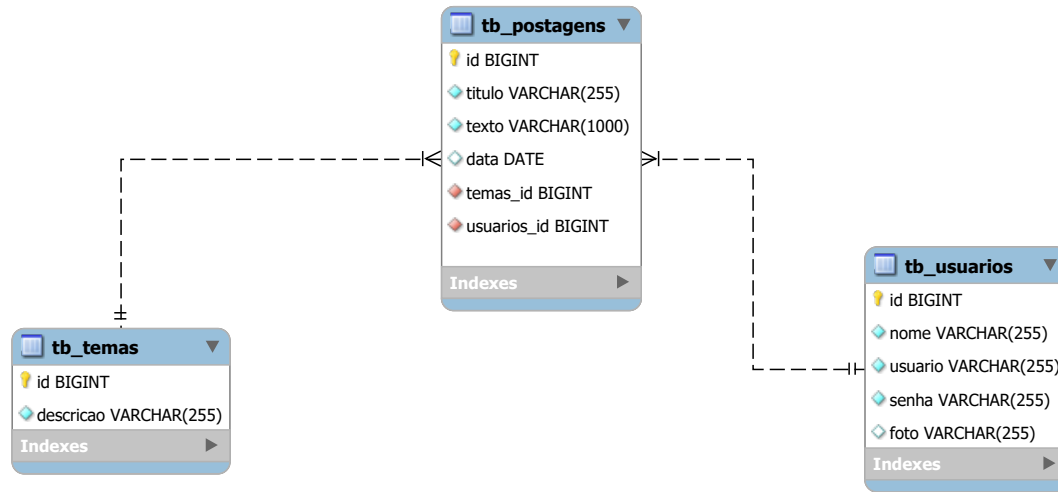 tb_postagens
id BIGINT
titulo VARCHAR(255)
texto VARCHAR(1000)
data DATE
temas_id BIGINT
usuarios_id BIGINT
Indexes
tb_temas
id BIGINT
descricao VARCHAR(255)
Indexes
tb_usuarios
id BIGINT
nome VARCHAR(255)
usuario VARCHAR(255)
senha VARCHAR(255)
foto VARCHAR(255)
Indexes